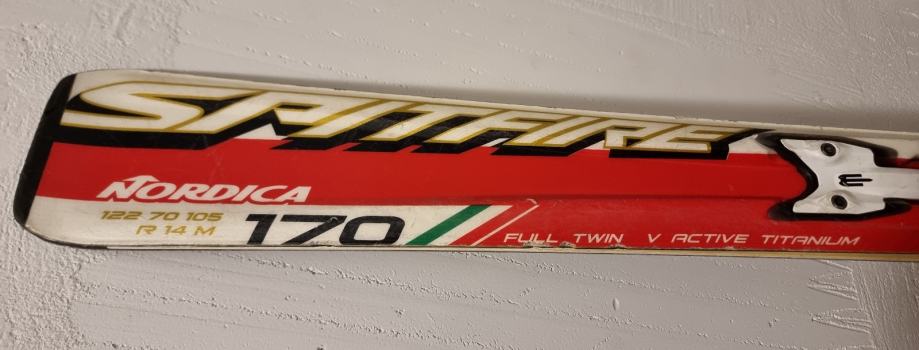 SPITFIRE
NORDICA
122 70 105
R 14 M
170
FULL TWIN V ACTIVE TITANIUM